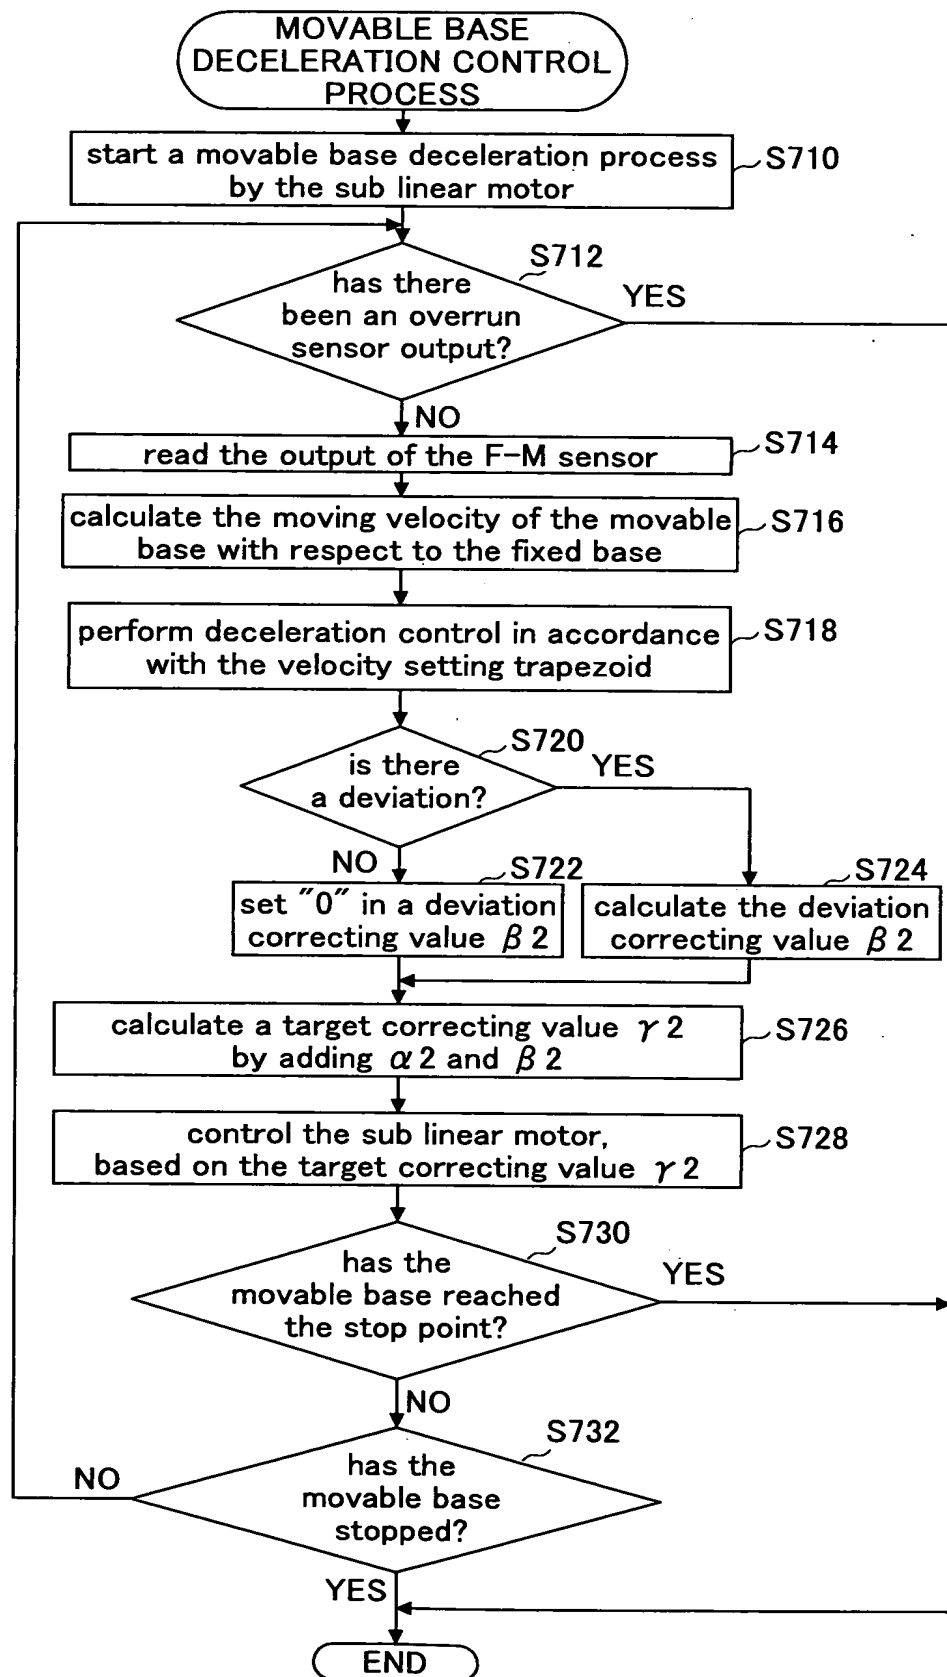 MOVABLE BASE
DECELERATION CONTROL
PROCESS
start a movable base deceleration process
by the sub linear motor
S710
has there
been an overrun
sensor output?
S712
YES
NO
read the output of the F-M sensor
S714
calculate the moving velocity of the movable
base with respect to the fixed base
S716
perform deceleration control in accordance
with the velocity setting trapezoid
S718
is there
a deviation?
S720
YES
NO
S722
set "0" in a deviation
correcting value β 2
S724
calculate the deviation
correcting value β 2
calculate a target correcting value γ 2
by adding α 2 and β 2
S726
control the sub linear motor,
based on the target correcting value γ 2
S728
has the
movable base reached
the stop point?
S730
YES
NO
has the
movable base
stopped?
S732
NO
YES
END